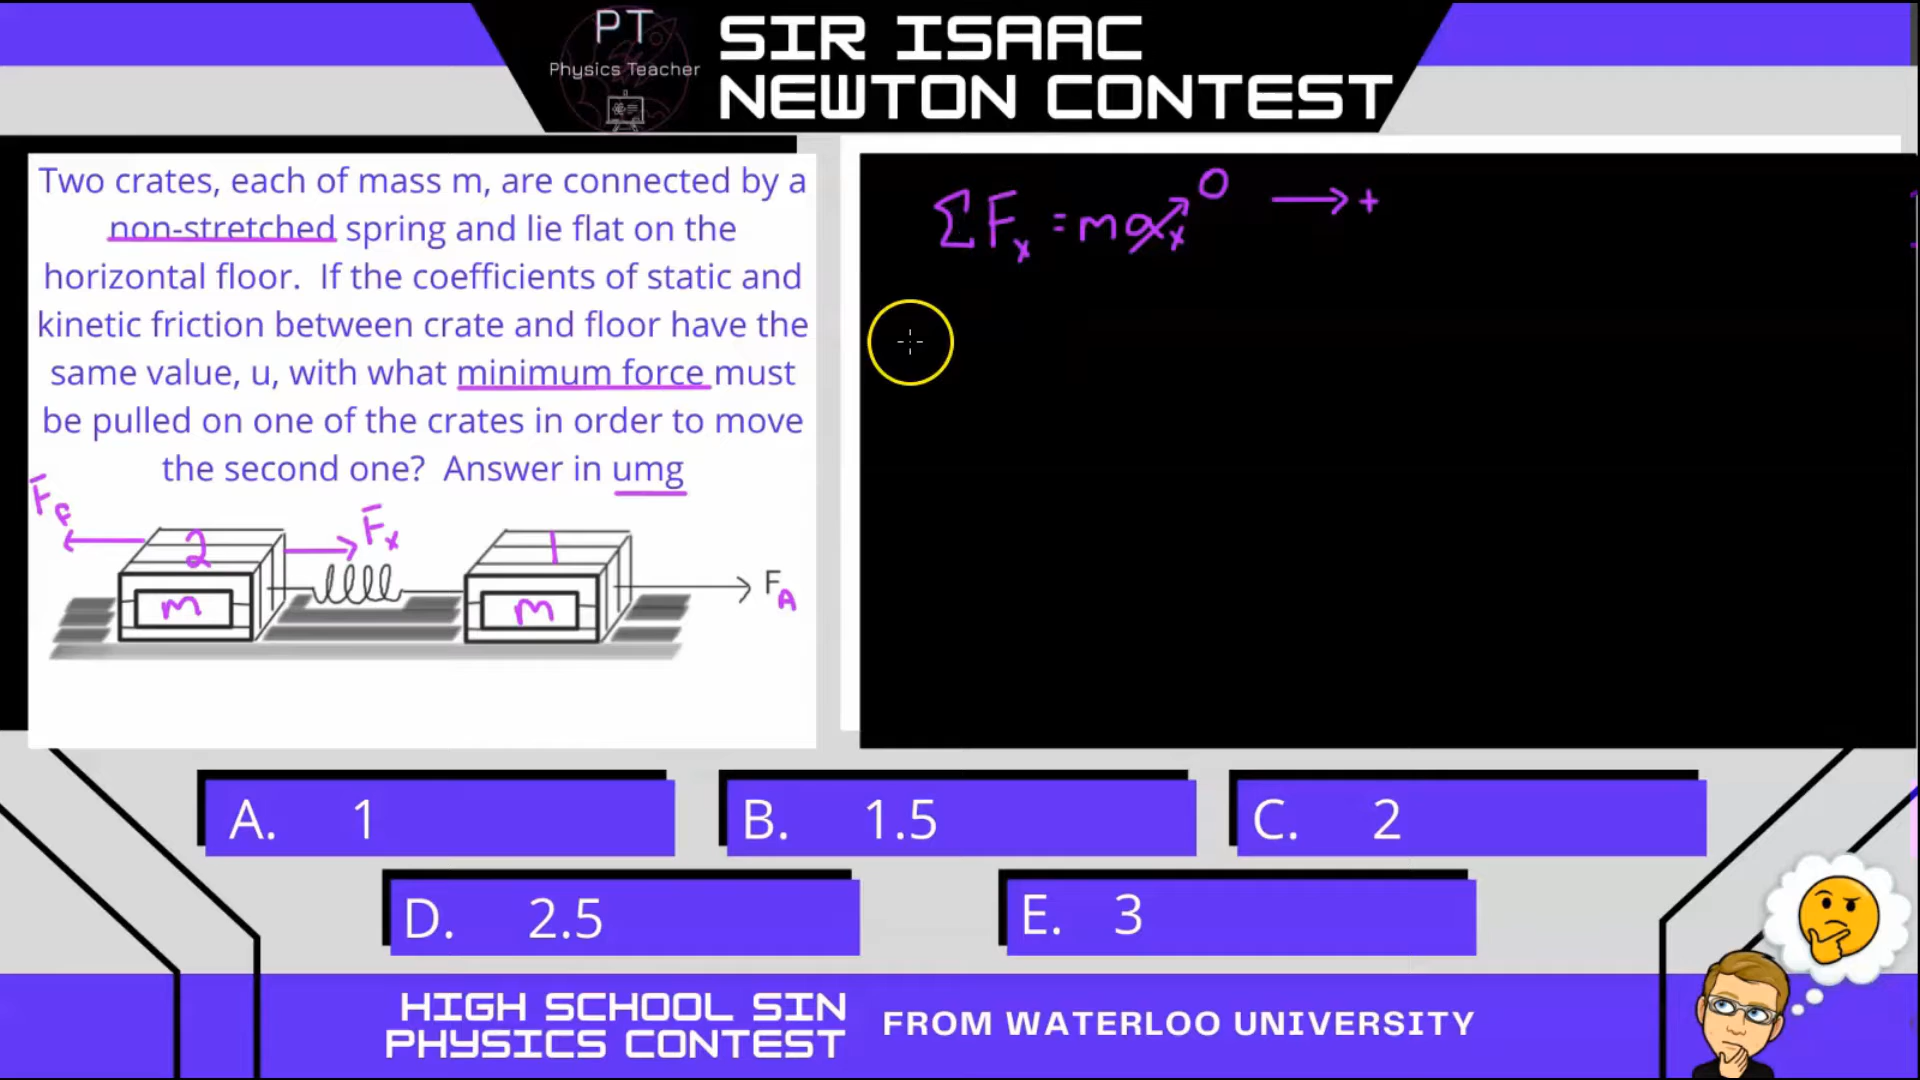 PT
Physics Teacher
SIR ISAAC
NEWTON CONTEST
Two crates, each of mass m, are connected by a
non-stretched spring and lie flat on the
horizontal floor. If the coefficients of static and
kinetic friction between crate and floor have the
same value, u, with what minimum force must
be pulled on one of the crates in order to move
the second one? Answer in umg
F̄f
F̄x
2
1
m
m
FA
ΣFx = max 0 → +
A. 1
B. 1.5
C. 2
D. 2.5
E. 3
HIGH SCHOOL SIN
PHYSICS CONTEST
FROM WATERLOO UNIVERSITY